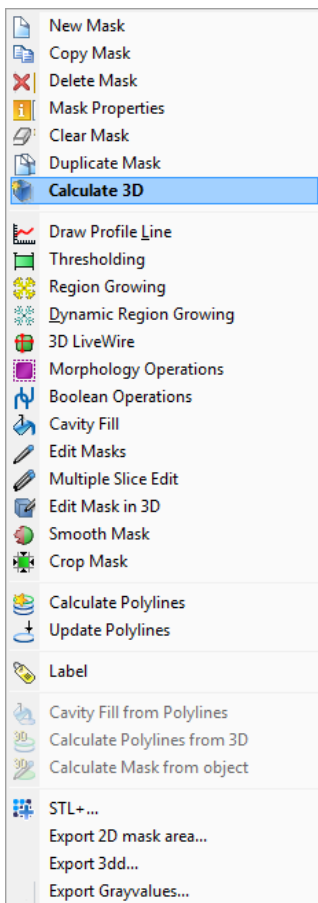 New Mask
Copy Mask
Delete Mask
Mask Properties
Clear Mask
Duplicate Mask
Calculate 3D
Draw Profile Line
Thresholding
Region Growing
Dynamic Region Growing
3D LiveWire
Morphology Operations
Boolean Operations
Cavity Fill
Edit Masks
Multiple Slice Edit
Edit Mask in 3D
Smooth Mask
Crop Mask
Calculate Polylines
Update Polylines
Label
Cavity Fill from Polylines
Calculate Polylines from 3D
Calculate Mask from object
STL+...
Export 2D mask area...
Export 3dd...
Export Grayvalues...